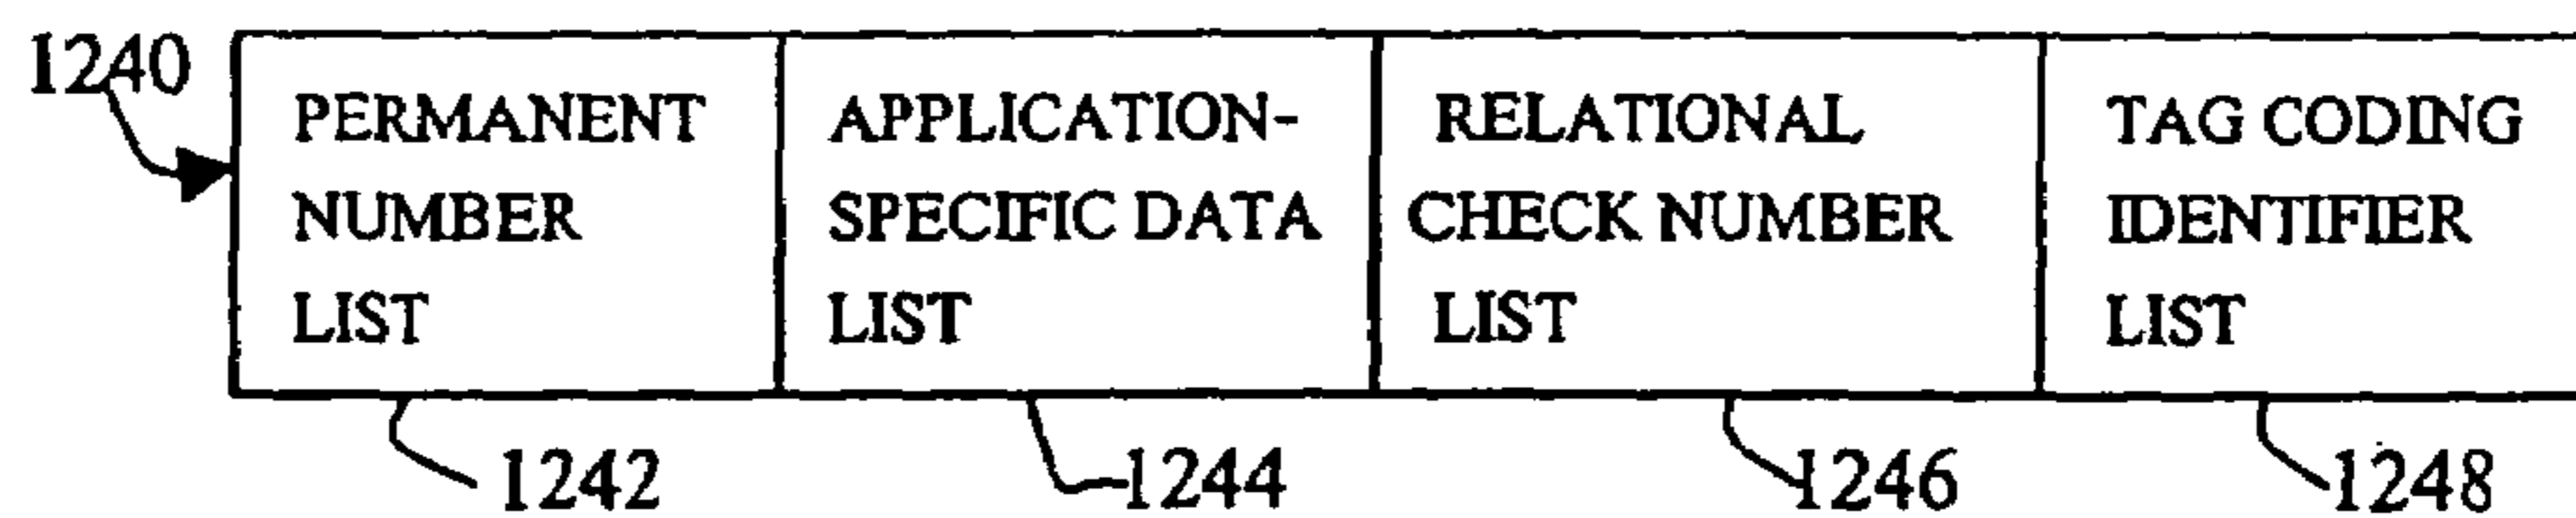 1240
PERMANENT
NUMBER
LIST
APPLICATION-
SPECIFIC DATA
LIST
RELATIONAL
CHECK NUMBER
LIST
TAG CODING
IDENTIFIER
LIST
1242
1244
1246
1248